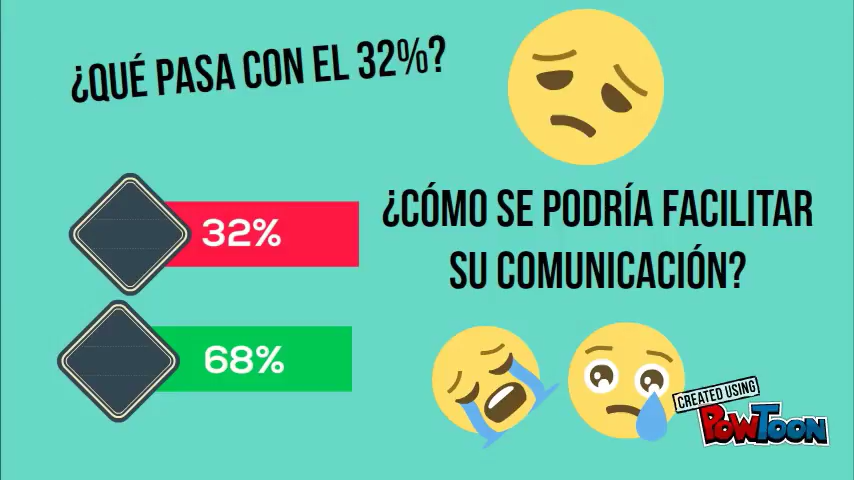 ¿QUÉ PASA CON EL 32%?
32%
68%
¿CÓMO SE PODRÍA FACILITAR
SU COMUNICACIÓN?
CREATED USING
POWTOON